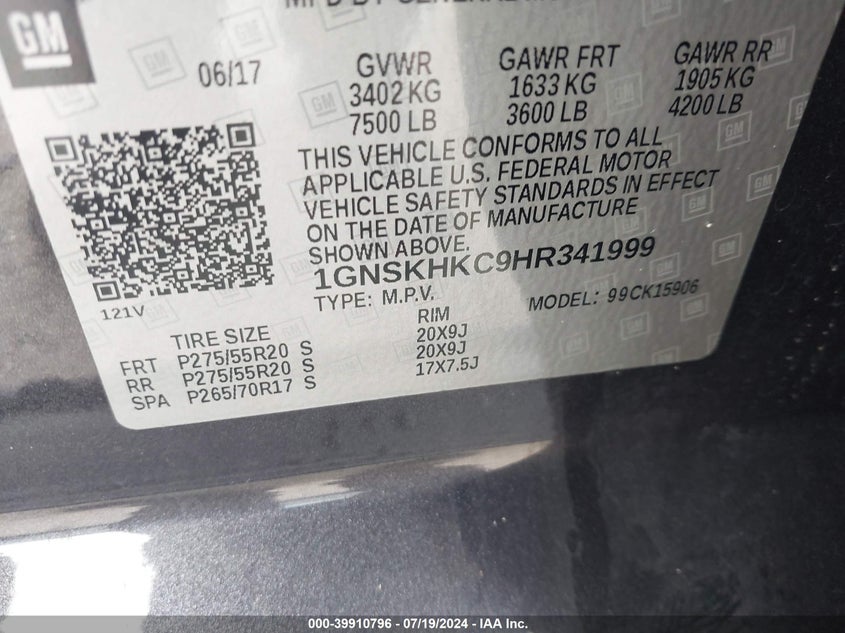 GM
MFD BY GENERAL
06/17
GVWR
3402 KG
7500 LB
GAWR FRT
1633 KG
3600 LB
GAWR RR
1905 KG
4200 LB
THIS VEHICLE CONFORMS TO ALL
APPLICABLE U.S. FEDERAL MOTOR
VEHICLE SAFETY STANDARDS IN EFFECT
ON THE DATE OF MANUFACTURE
SHOWN ABOVE.
1GNSKHKC9HR341999
TYPE: M.P.V. MODEL: 99CK15906
121V
TIRE SIZE RIM
FRT P275/55R20 S 20X9J
RR P275/55R20 S 20X9J
SPA P265/70R17 S 17X7.5J
000-39910796 - 07/19/2024 - IAA Inc.